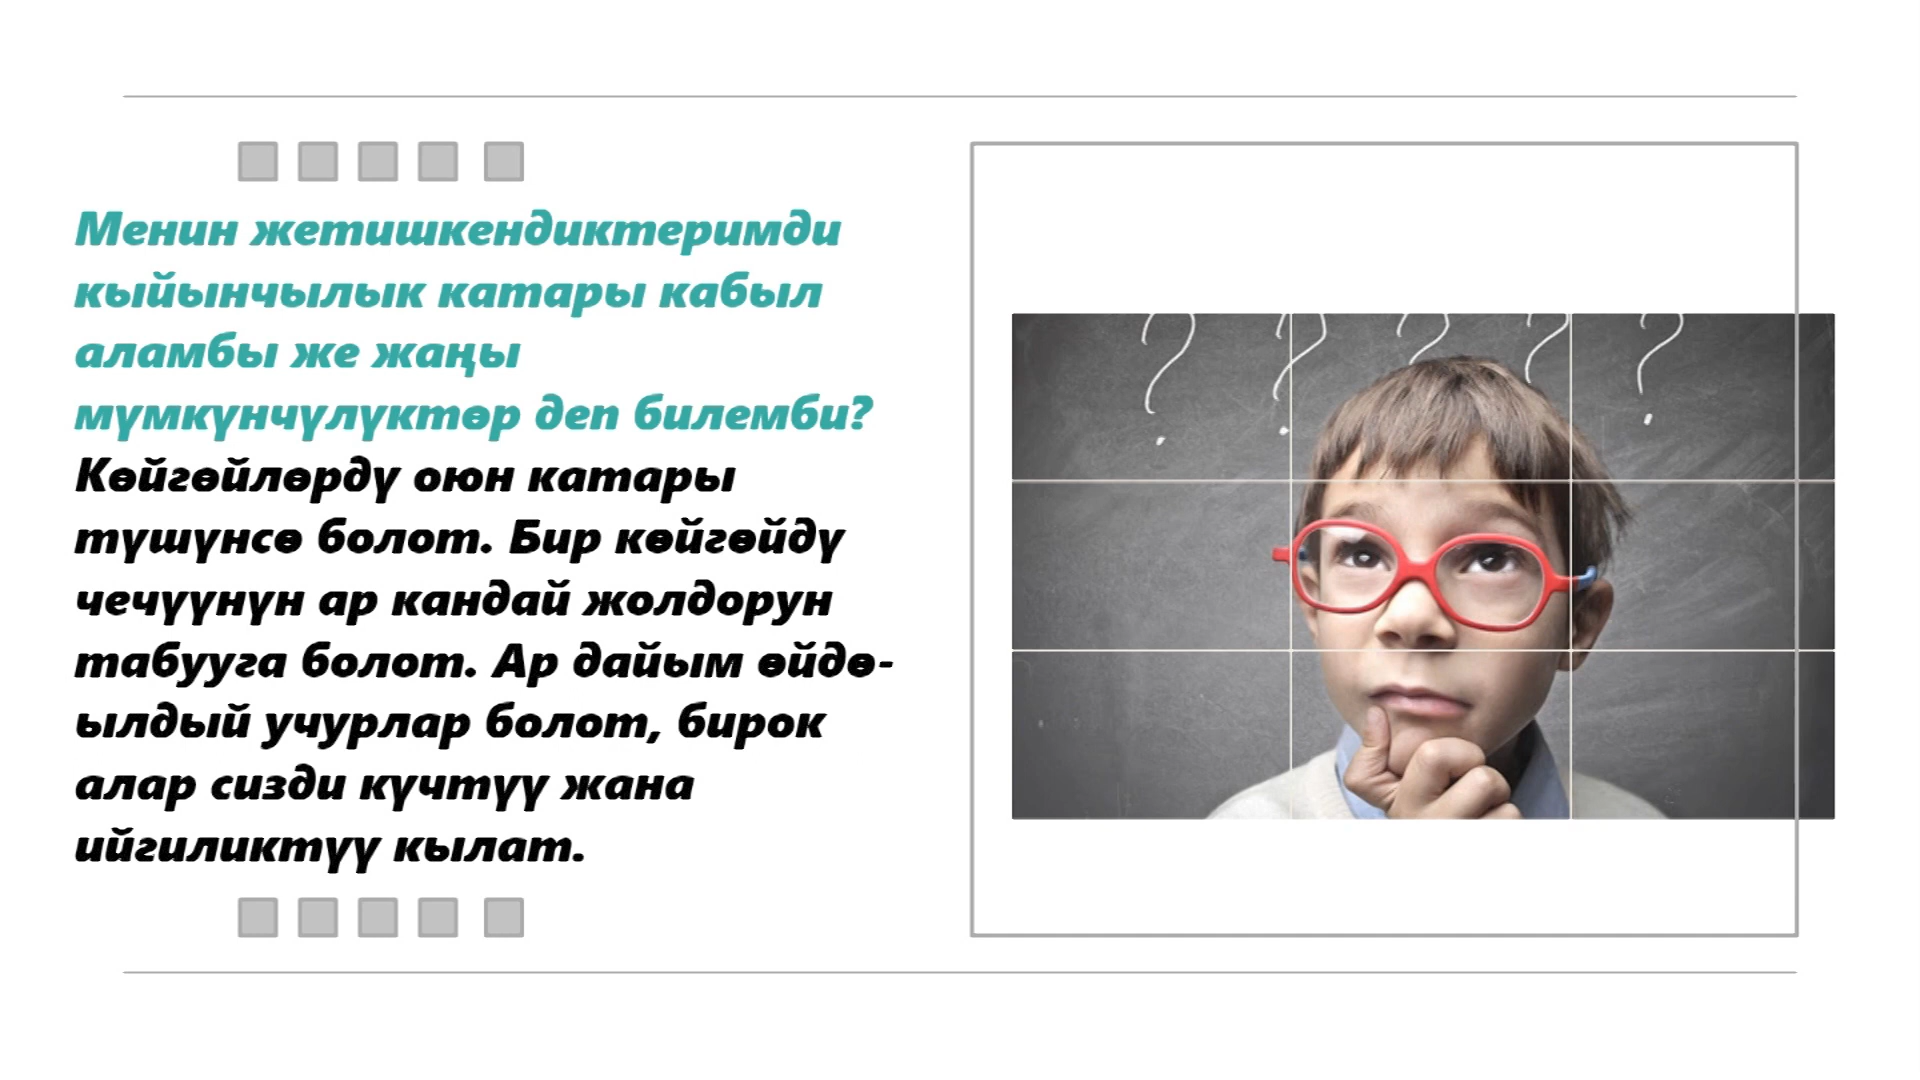 Менин жетишкендиктеримди
кыйынчылык катары кабыл
аламбы же жаңы
мүмкүнчүлүктөр деп билемби?
Көйгөйлөрдү оюн катары
түшүнсө болот. Бир көйгөйдү
чечүүнүн ар кандай жолдорун
табууга болот. Ар дайым өйдө-
ылдый учурлар болот, бирок
алар сизди күчтүү жана
ийгиликтүү кылат.
? ? ? ? ?